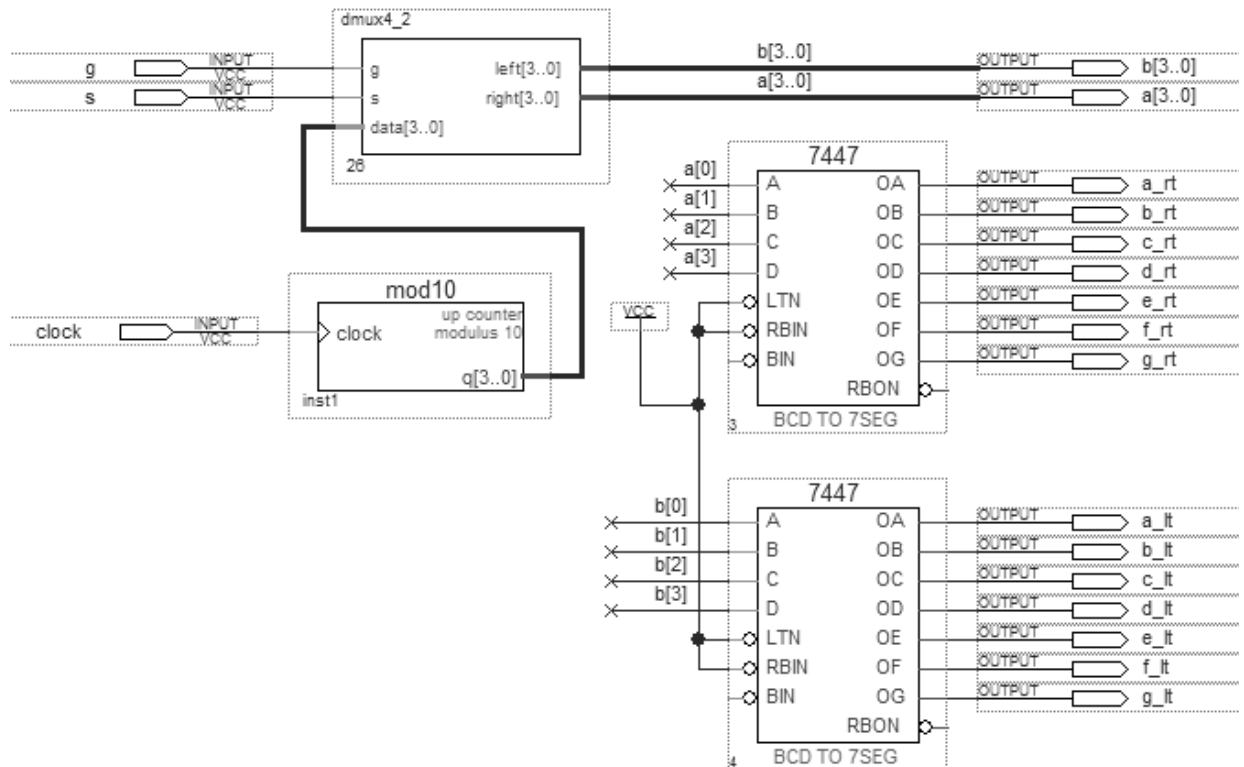 dmux4_2
g INPUT VCC g left[3..0] b[3..0] OUTPUT b[3..0]
s INPUT VCC s right[3..0] a[3..0] OUTPUT a[3..0]
data[3..0]
26
7447
a[0] A OA OUTPUT a_rt
a[1] B OB OUTPUT b_rt
a[2] C OC OUTPUT c_rt
a[3] D OD OUTPUT d_rt
LTN OE OUTPUT e_rt
RBIN OF OUTPUT f_rt
BIN OG OUTPUT g_rt
RBON
3
BCD TO 7SEG
VCC
mod10
up counter
modulus 10
clock INPUT VCC clock
q[3..0]
inst1
7447
b[0] A OA OUTPUT a_lt
b[1] B OB OUTPUT b_lt
b[2] C OC OUTPUT c_lt
b[3] D OD OUTPUT d_lt
LTN OE OUTPUT e_lt
RBIN OF OUTPUT f_lt
BIN OG OUTPUT g_lt
RBON
4
BCD TO 7SEG